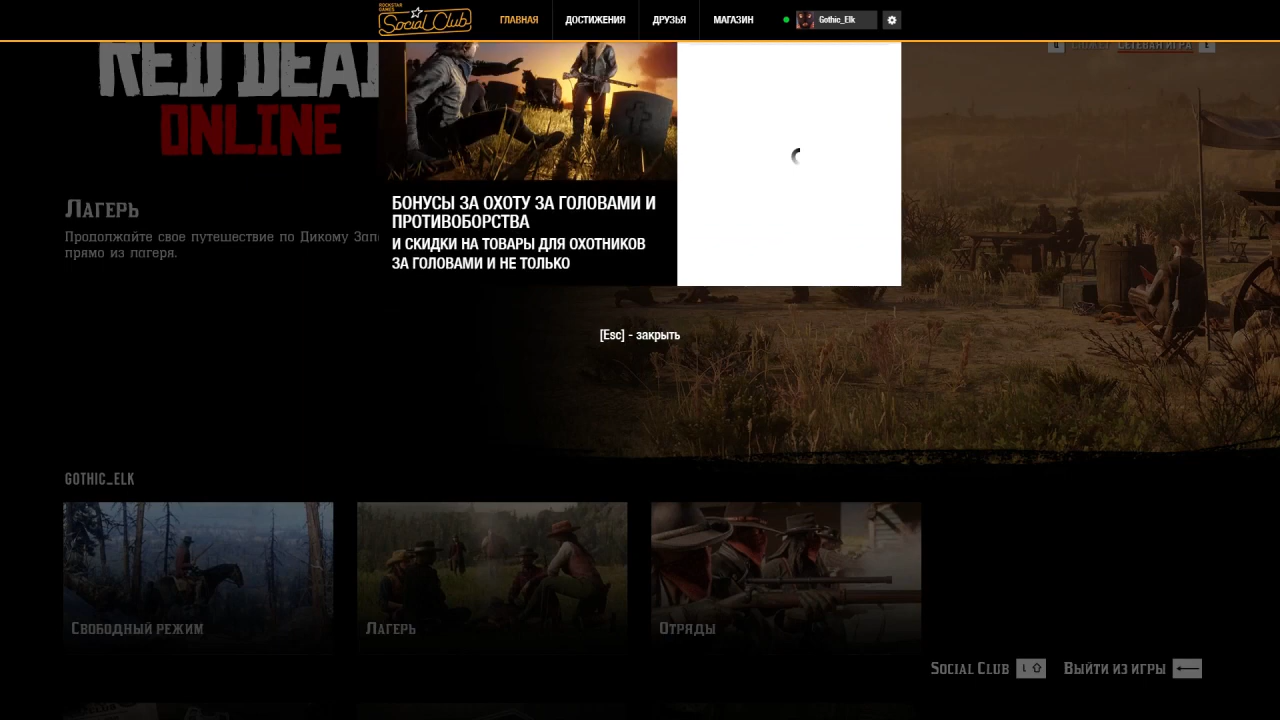 ROCKSTAR
GAMES
Social Club
ГЛАВНАЯ
ДОСТИЖЕНИЯ
ДРУЗЬЯ
МАГАЗИН
Gothic_Elk
СЮЖЕТ СЕТЕВАЯ ИГРА E
RED DEAD
ONLINE
Лагерь
Продолжайте свое путешествие по Дикому Запа
прямо из лагеря.
БОНУСЫ ЗА ОХОТУ ЗА ГОЛОВАМИ И
ПРОТИВОБОРСТВА
И СКИДКИ НА ТОВАРЫ ДЛЯ ОХОТНИКОВ
ЗА ГОЛОВАМИ И НЕ ТОЛЬКО
[Esc] - закрыть
GOTHIC_ELK
Свободный режим
Лагерь
Отряды
Social Club L
Выйти из игры